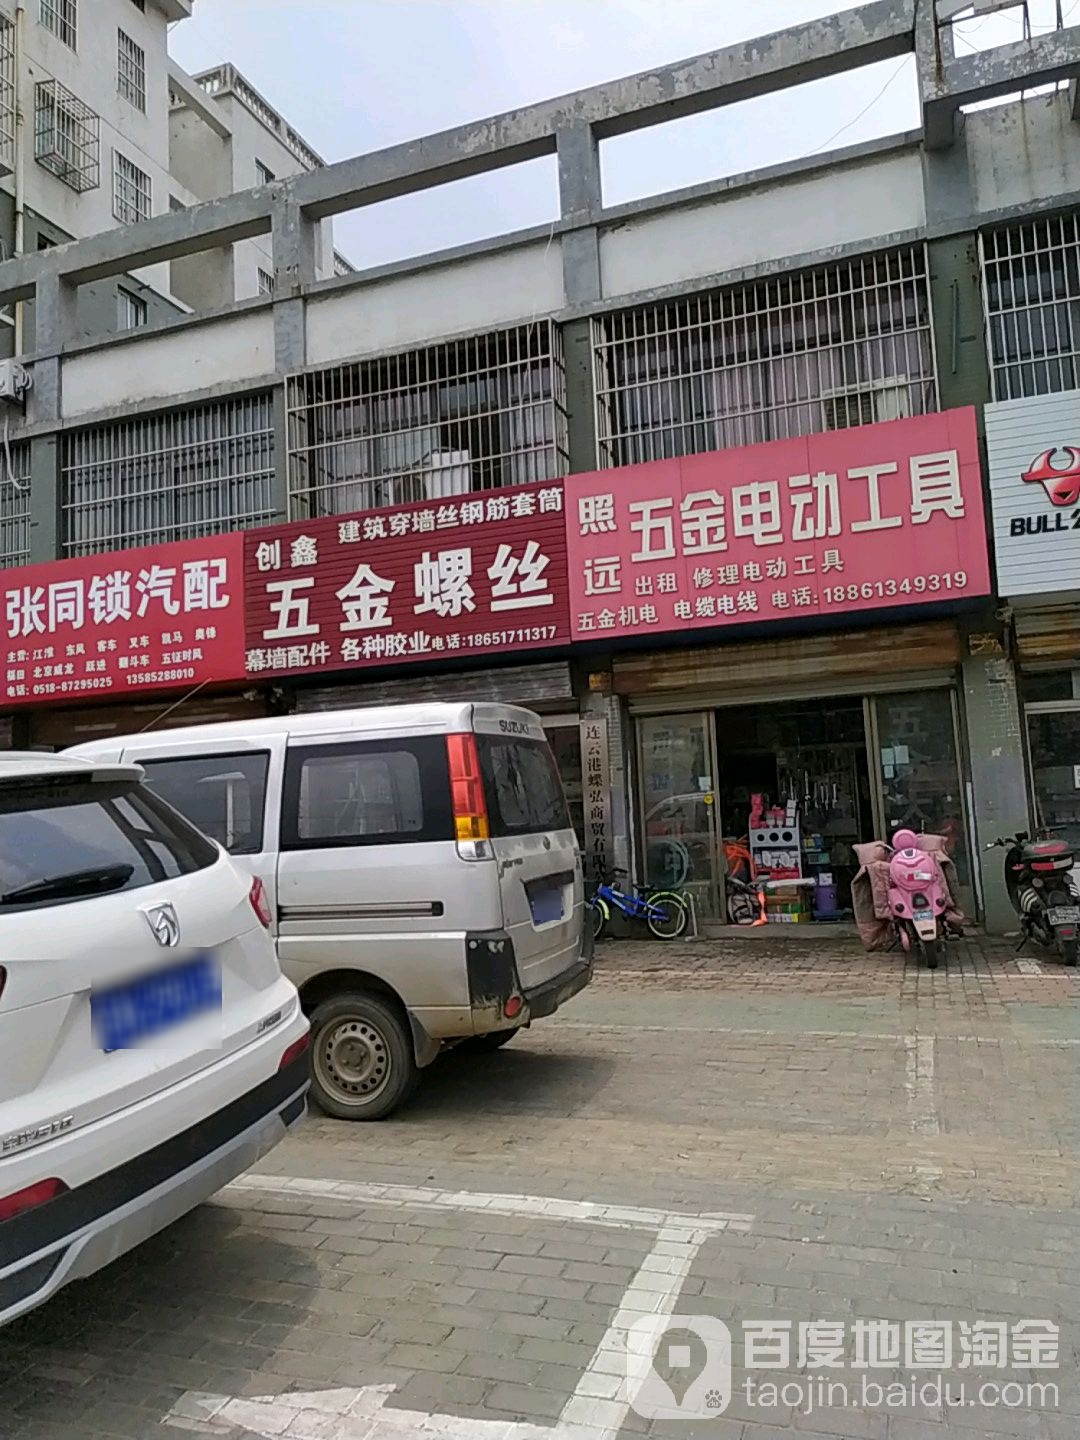 张同锁汽配
主营: 江淮 东风 客车 叉车 凯马 奥铃
福田 北京威龙 跃进 翻斗车 五征时风
电话: 0518-87295025 13585288010
创鑫 建筑穿墙丝钢筋套筒
五金螺丝
幕墙配件 各种胶业 电话: 18651711317
照远
五金电动工具
出租 修理电动工具
五金机电 电缆电线 电话: 18861349319
BULL
连云港蝶弘商贸有限
SUZUKI
百度地图淘金
taojin.baidu.com